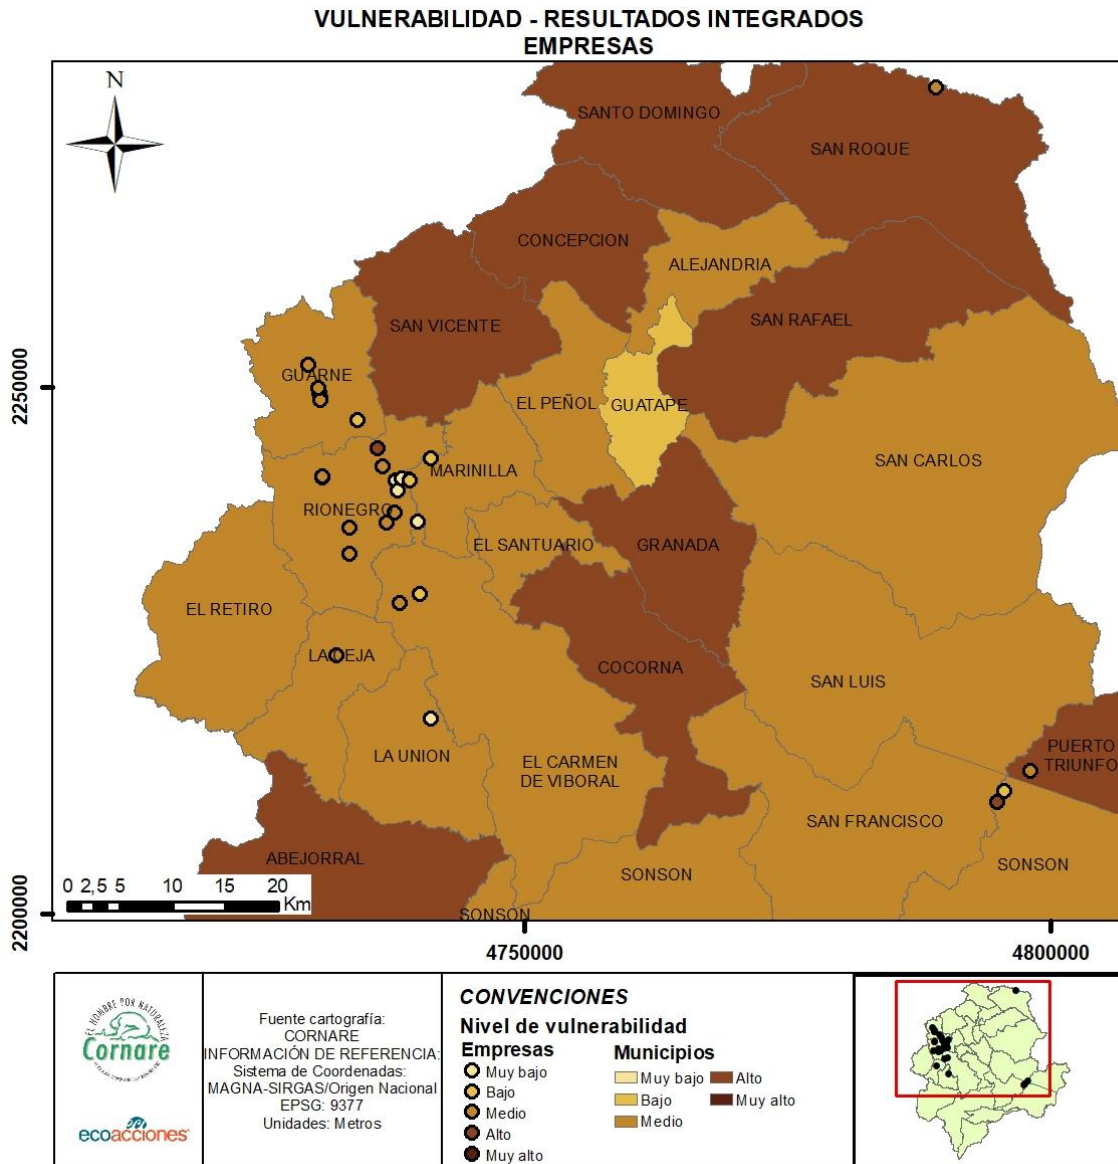 VULNERABILIDAD - RESULTADOS INTEGRADOS
EMPRESAS
N
SANTO DOMINGO
SAN ROQUE
CONCEPCION
ALEJANDRIA
SAN VICENTE
SAN RAFAEL
2250000
GUARNE
EL PEÑOL
GUATAPE
MARINILLA
SAN CARLOS
RIONEGRO
EL SANTUARIO
GRANADA
EL RETIRO
COCORNA
SAN LUIS
LA UNION
EL CARMEN
DE VIBORAL
PUERTO
TRIUNFO
SAN FRANCISCO
ABEJORRAL
SONSON
SONSON
SONSON
0 2,5 5 10 15 20
Km
2200000
4750000
4800000
EL HOMBRE POR NATURALEZA
Cornare
ecoacciones
Fuente cartografía:
CORNARE
INFORMACIÓN DE REFERENCIA:
Sistema de Coordenadas:
MAGNA-SIRGAS/Origen Nacional
EPSG: 9377
Unidades: Metros
CONVENCIONES
Nivel de vulnerabilidad
Empresas
Muy bajo
Bajo
Medio
Alto
Muy alto
Municipios
Muy bajo
Bajo
Medio
Alto
Muy alto